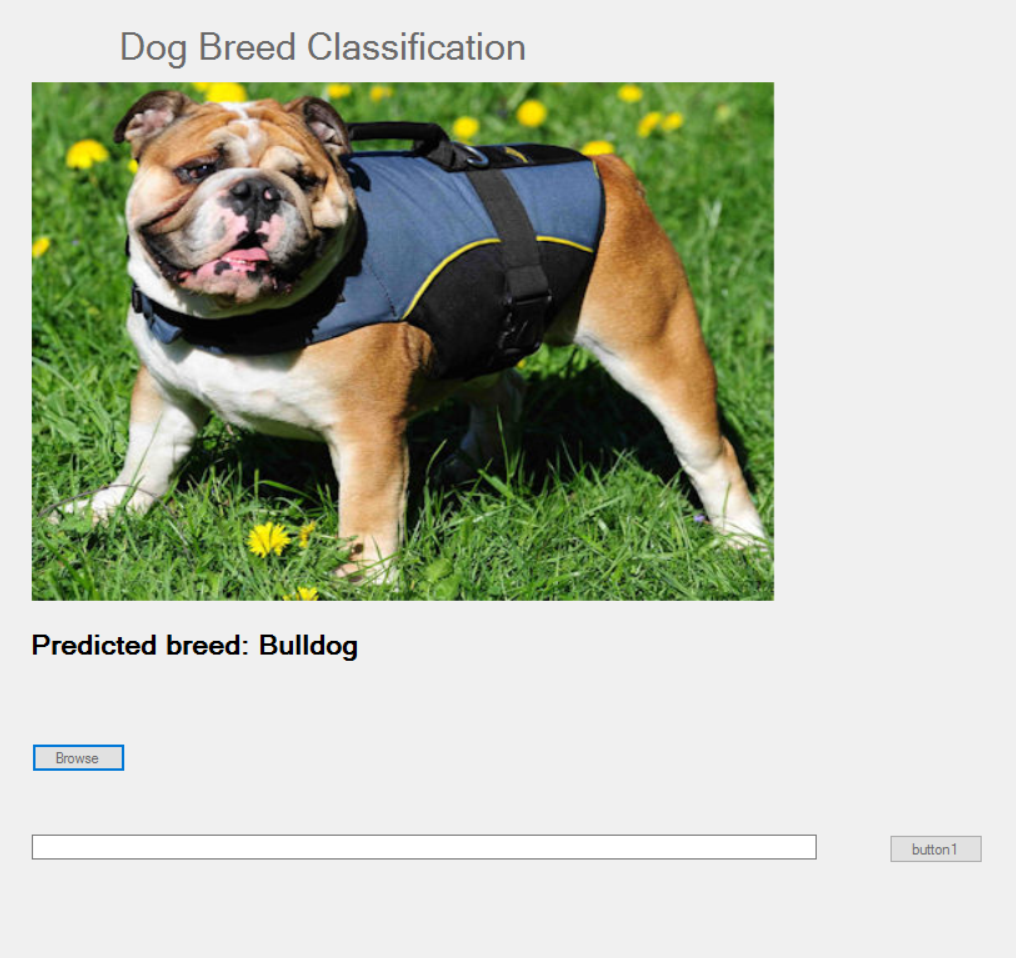 Dog Breed Classification
Predicted breed: Bulldog
Browse
button1